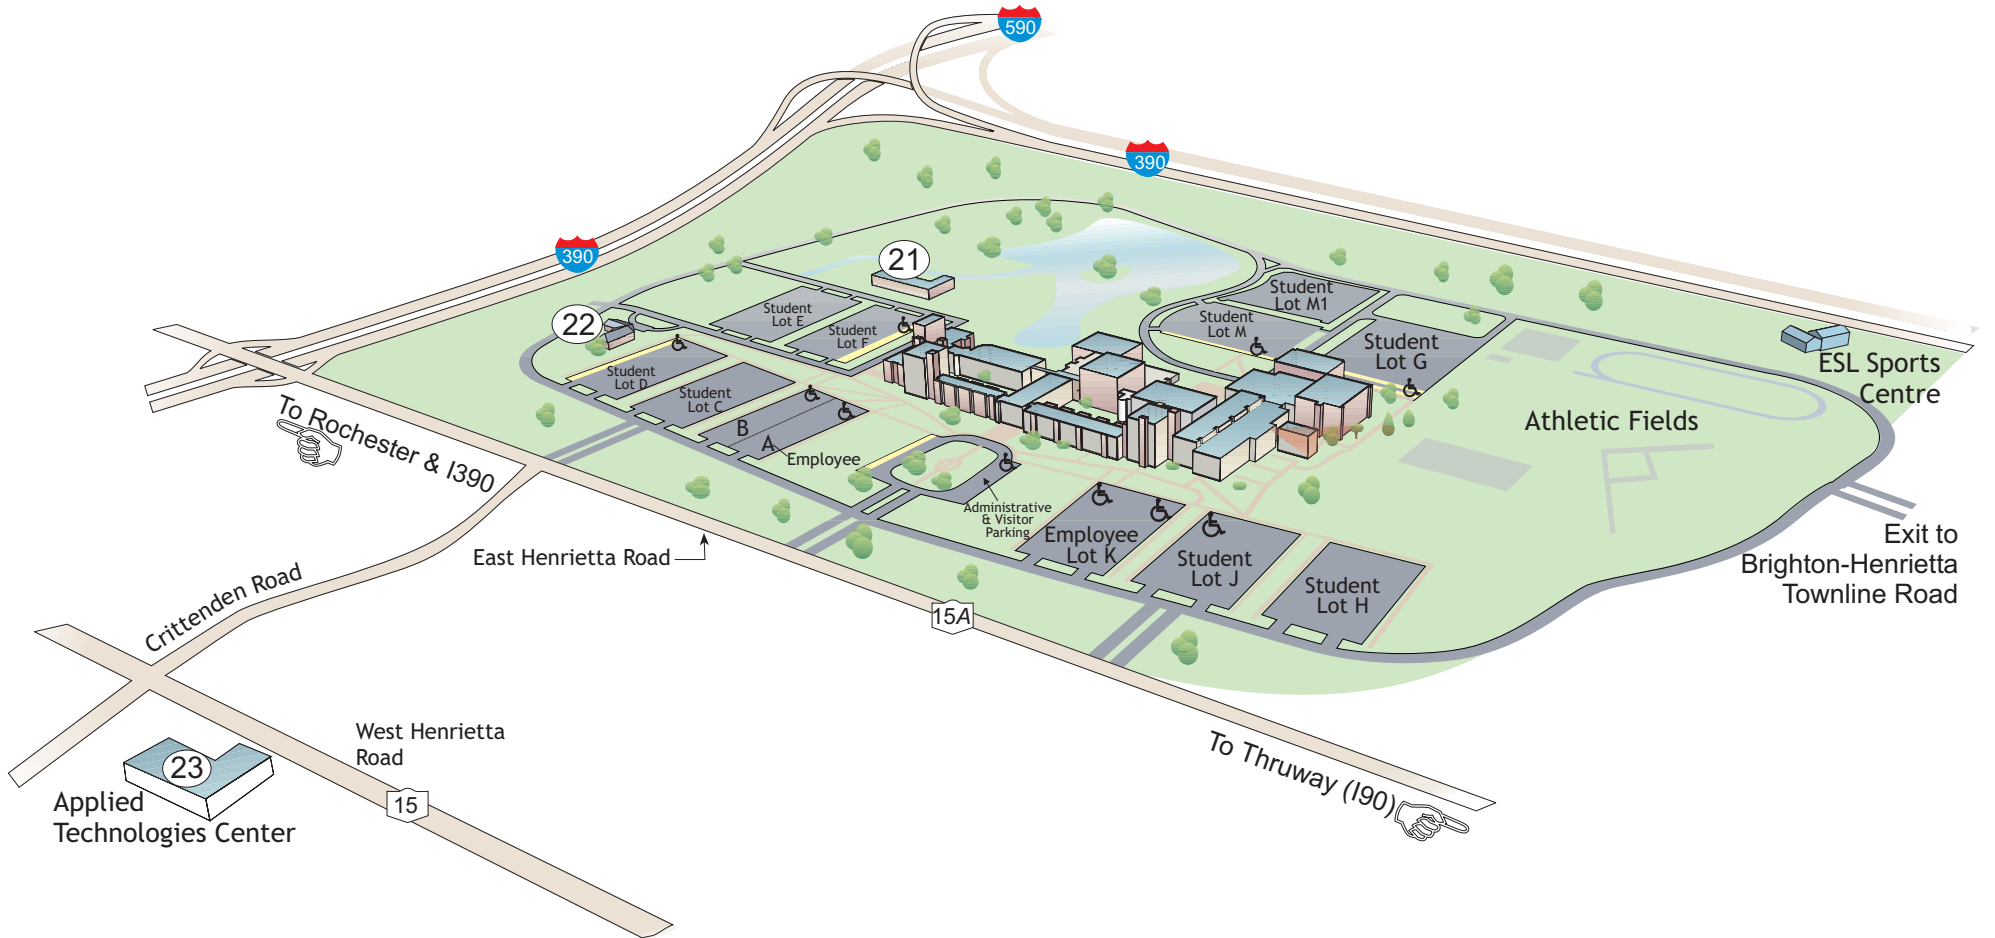 590
390
390
21
22
Student
Lot E
Student
Lot F
Student
Lot D
Student
Lot C
B
A
Employee
Student
Lot M1
Student
Lot M
Student
Lot G
ESL Sports
Centre
Athletic Fields
To Rochester & I390
Administrative
& Visitor
Parking
Employee
Lot K
Student
Lot J
Student
Lot H
Exit to
Brighton-Henrietta
Townline Road
East Henrietta Road
Crittenden Road
15A
West Henrietta
Road
15
23
Applied
Technologies Center
To Thruway (I90)